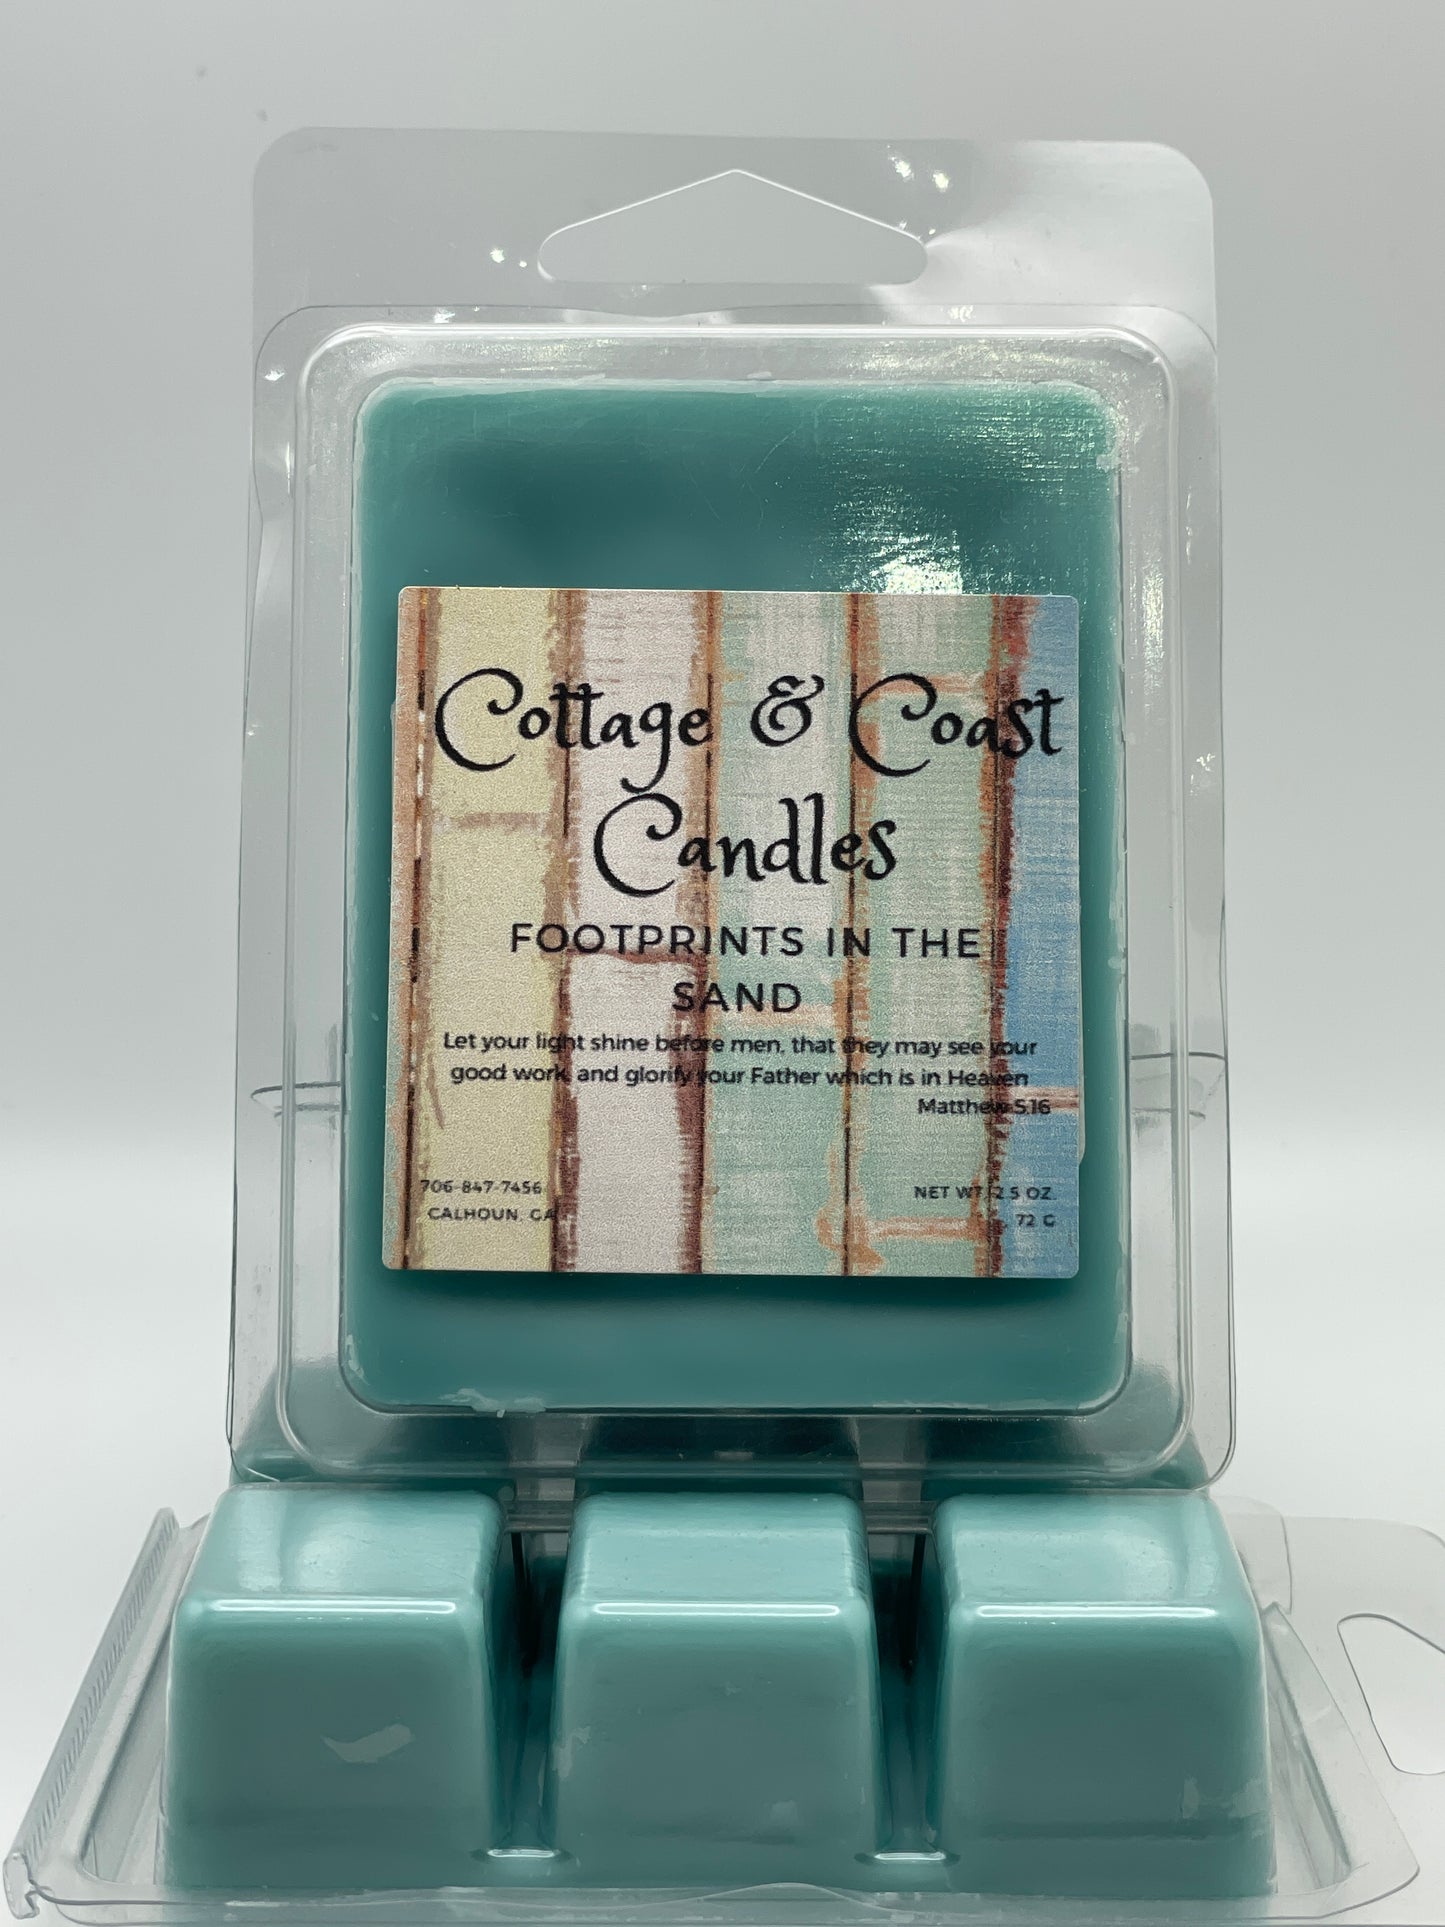 Cottage & Coast
Candles
FOOTPRINTS IN THE
SAND
Let your light shine before men, that they may see your
good work, and glorify your Father which is in Heaven
Matthew 5:16
706-847-7456
CALHOUN, GA
NET WT. 2.5 OZ.
72 G